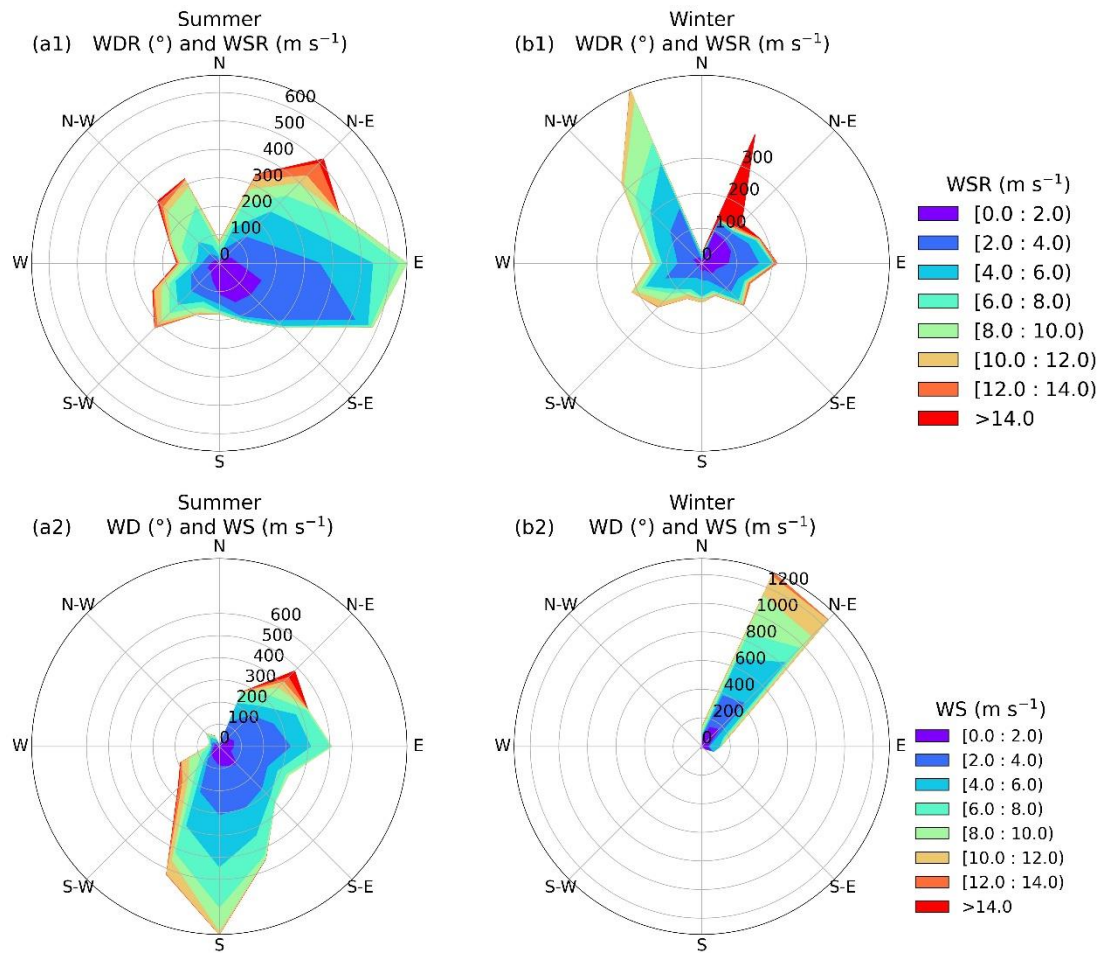 Summer
(a1) WDR (°) and WSR (m s⁻¹)
N
N-W
N-E
W
E
S-W
S-E
S
600
500
400
300
200
100
0
Winter
(b1) WDR (°) and WSR (m s⁻¹)
N
N-W
N-E
W
E
S-W
S-E
S
300
200
100
0
WSR (m s⁻¹)
[0.0 : 2.0)
[2.0 : 4.0)
[4.0 : 6.0)
[6.0 : 8.0)
[8.0 : 10.0)
[10.0 : 12.0)
[12.0 : 14.0)
>14.0
Summer
(a2) WD (°) and WS (m s⁻¹)
N
N-W
N-E
W
E
S-W
S-E
S
600
500
400
300
200
100
0
Winter
(b2) WD (°) and WS (m s⁻¹)
N
N-W
N-E
W
E
S-W
S-E
S
1200
1000
800
600
400
200
0
WS (m s⁻¹)
[0.0 : 2.0)
[2.0 : 4.0)
[4.0 : 6.0)
[6.0 : 8.0)
[8.0 : 10.0)
[10.0 : 12.0)
[12.0 : 14.0)
>14.0